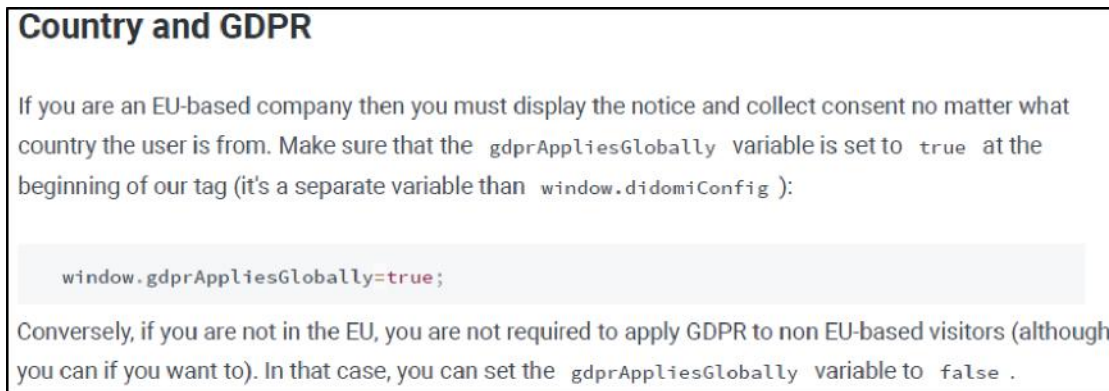 Country and GDPR
If you are an EU-based company then you must display the notice and collect consent no matter what
country the user is from. Make sure that the gdprAppliesGlobally variable is set to true at the
beginning of our tag (it's a separate variable than window.didomiConfig ):
window.gdprAppliesGlobally=true;
Conversely, if you are not in the EU, you are not required to apply GDPR to non EU-based visitors (although
you can if you want to). In that case, you can set the gdprAppliesGlobally variable to false .